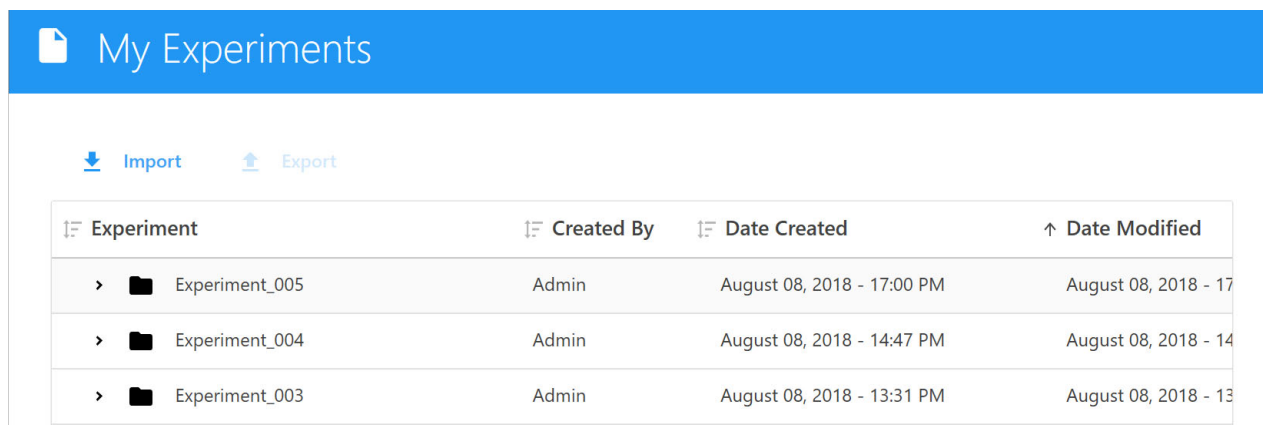 My Experiments
Import Export
Experiment Created By Date Created Date Modified
Experiment_005 Admin August 08, 2018 - 17:00 PM August 08, 2018 - 17
Experiment_004 Admin August 08, 2018 - 14:47 PM August 08, 2018 - 14
Experiment_003 Admin August 08, 2018 - 13:31 PM August 08, 2018 - 13